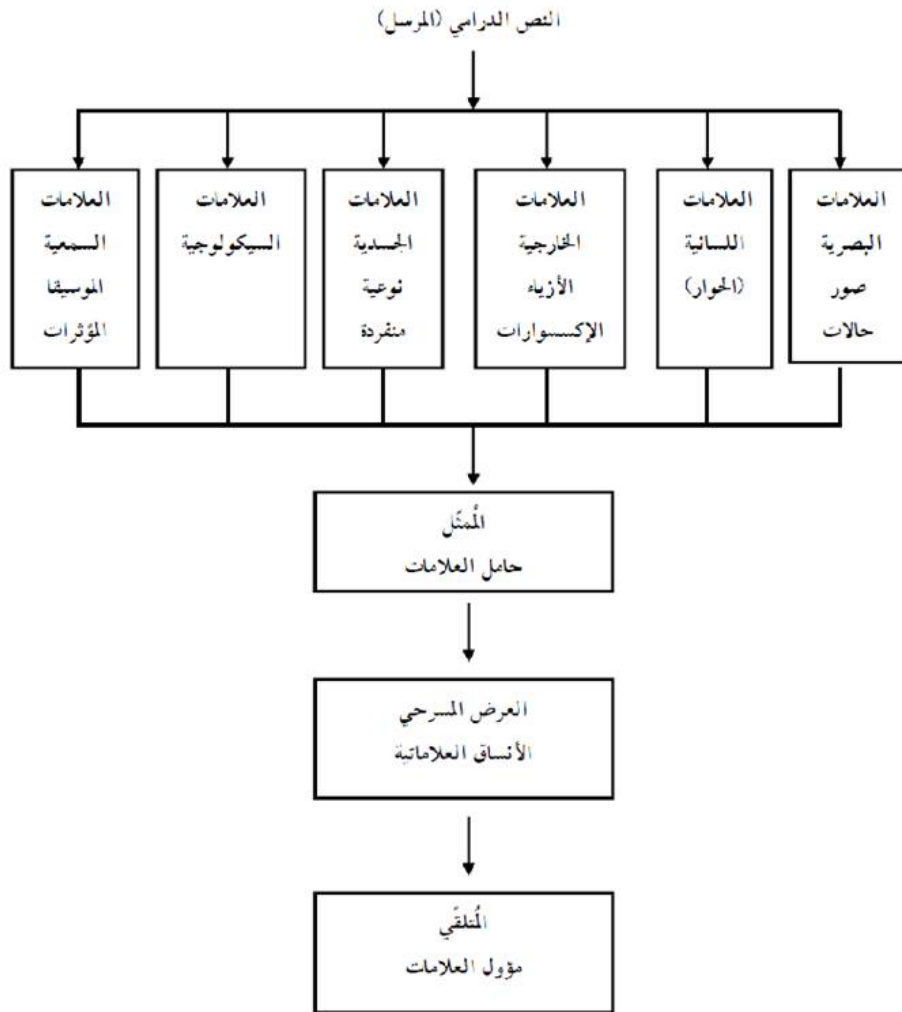 النص الدرامي (المرسل)
العلامات
البصرية
صور
حالات
العلامات
اللسانية
(الحوار)
العلامات
الخارجية
الأزياء
الإكسسوارات
العلامات
الجسدية
نوعية
منفردة
العلامات
السيكولوجية
العلامات
السمعية
الموسيقا
المؤثرات
المُمثّل
حامل العلامات
العرض المسرحي
الأنساق العلاماتية
المُتلقّي
مؤول العلامات